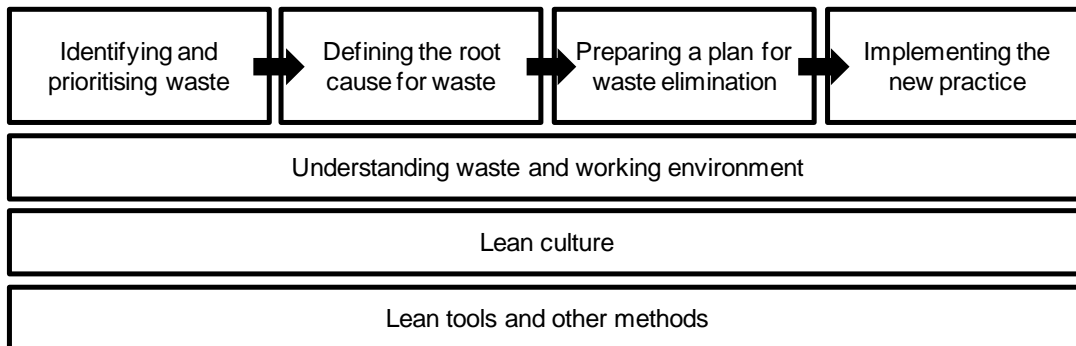 Identifying and
prioritising waste
Defining the root
cause for waste
Preparing a plan for
waste elimination
Implementing the
new practice
Understanding waste and working environment
Lean culture
Lean tools and other methods